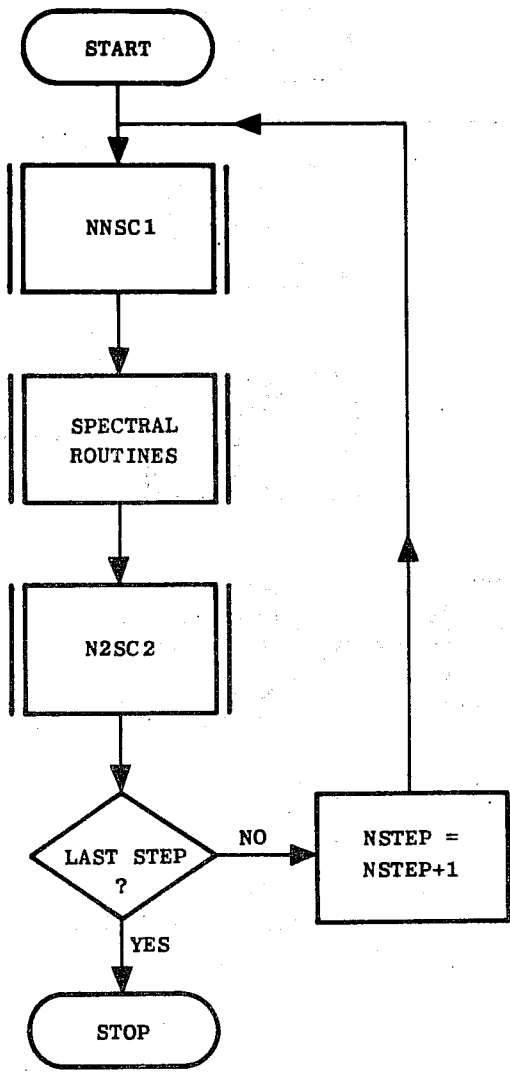 START
NNSC1
SPECTRAL
ROUTINES
N2SC2
LAST STEP
?
NO
NSTEP =
NSTEP+1
YES
STOP